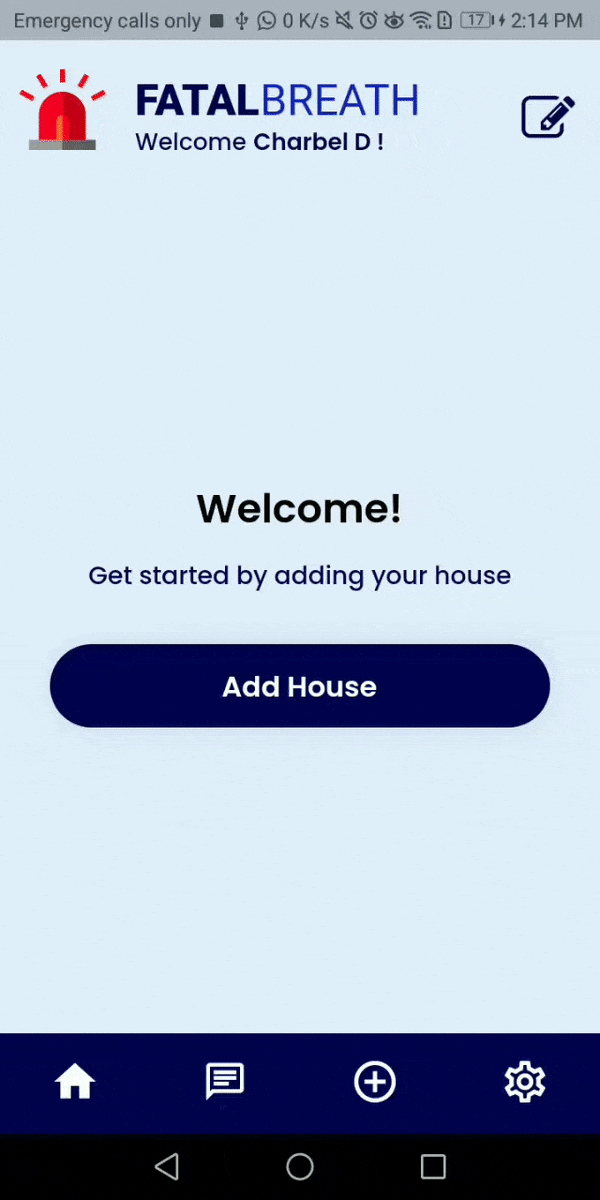 Emergency calls only 0 K/s 17 2:14 PM
FATALBREATH
Welcome Charbel D !
Welcome!
Get started by adding your house
Add House